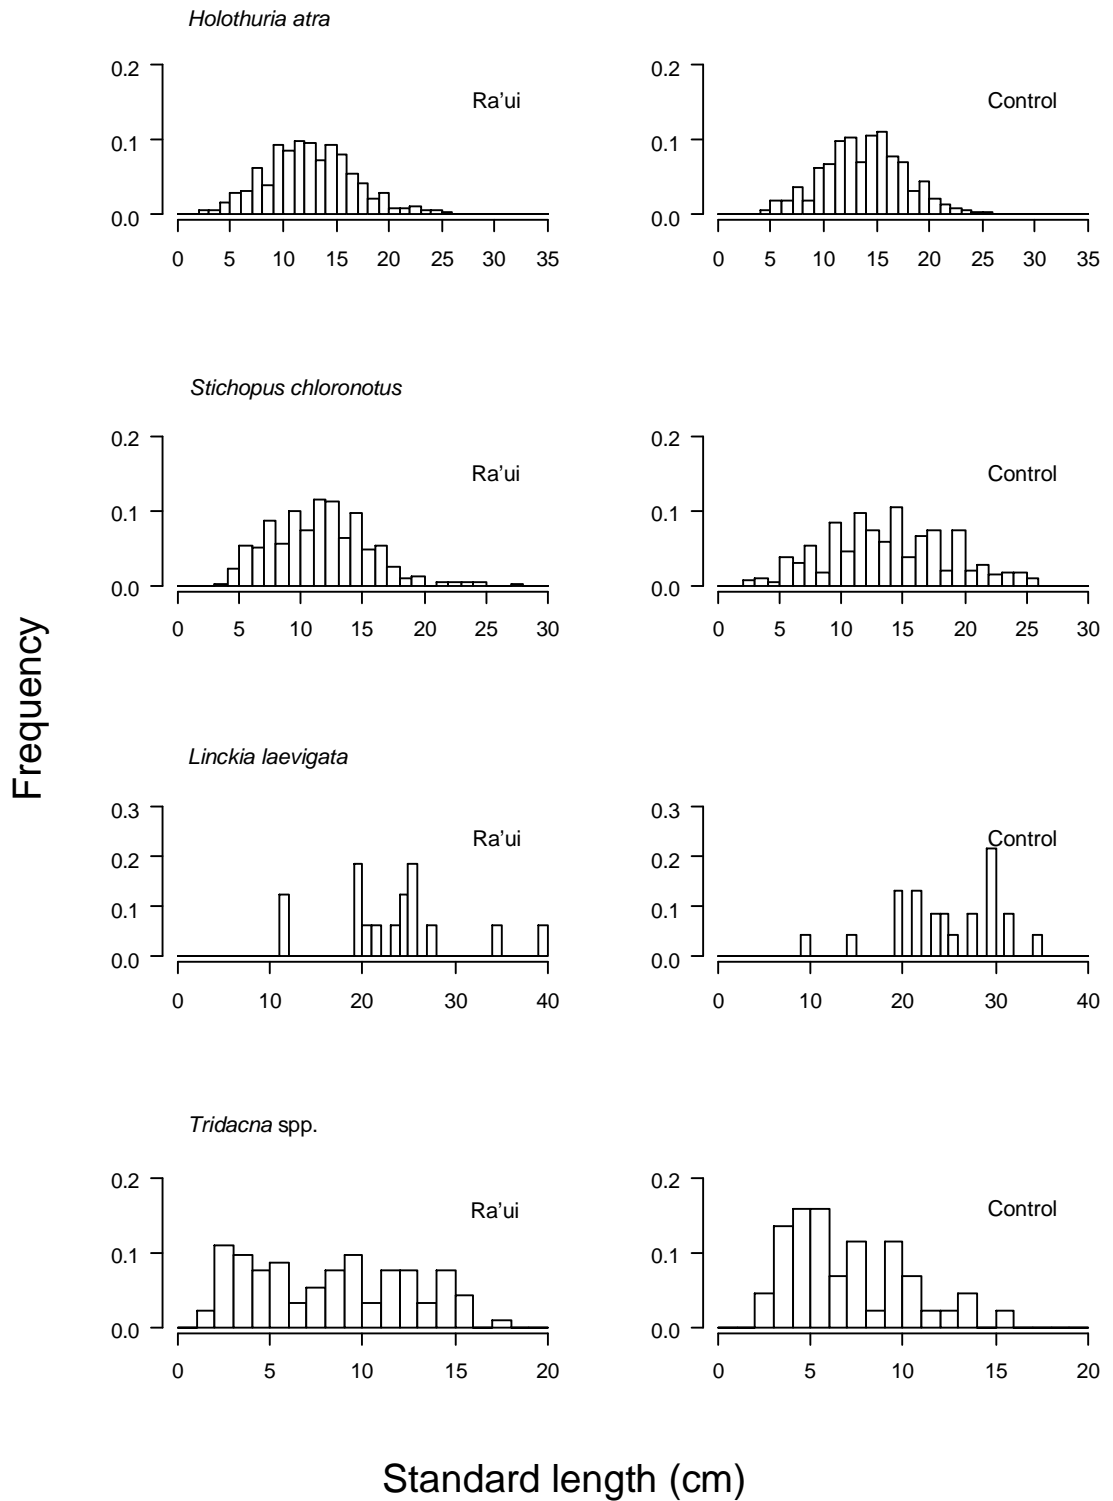 Holothuria atra
0.2
0.1
0.0
Ra'ui
0 5 10 15 20 25 30 35
0.2
0.1
0.0
Control
0 5 10 15 20 25 30 35
Stichopus chloronotus
0.2
0.1
0.0
Ra'ui
0 5 10 15 20 25 30
0.2
0.1
0.0
Control
0 5 10 15 20 25 30
Frequency
Linckia laevigata
0.3
0.2
0.1
0.0
Ra'ui
0 10 20 30 40
0.3
0.2
0.1
0.0
Control
0 10 20 30 40
Tridacna spp.
0.2
0.1
0.0
Ra'ui
0 5 10 15 20
0.2
0.1
0.0
Control
0 5 10 15 20
Standard length (cm)